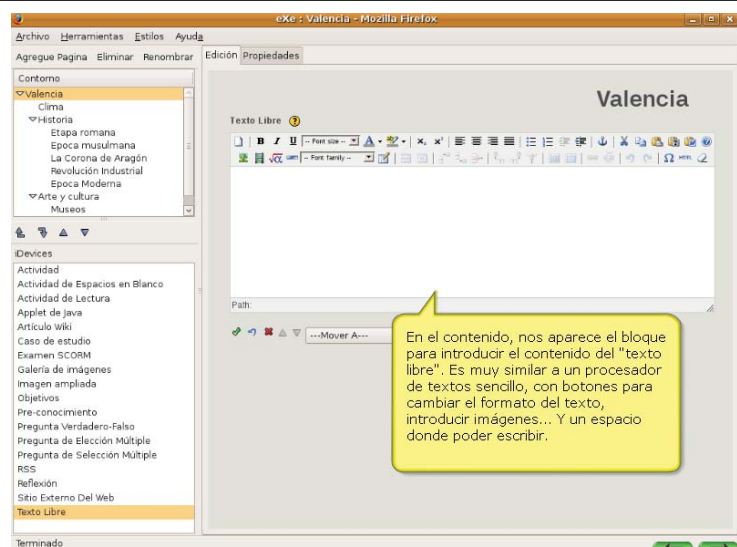 eXe : Valencia - Mozilla Firefox
Archivo Herramientas Estilos Ayuda
Agregue Pagina Eliminar Renombrar
Edición Propiedades
Contorno
Valencia
Clima
Historia
Etapa romana
Epoca musulmana
La Corona de Aragón
Revolución Industrial
Epoca Moderna
Arte y cultura
Museos
iDevices
Actividad
Actividad de Espacios en Blanco
Actividad de Lectura
Applet de Java
Artículo Wiki
Caso de estudio
Examen SCORM
Galería de imágenes
Imagen ampliada
Objetivos
Pre-conocimiento
Pregunta Verdadero-Falso
Pregunta de Elección Múltiple
Pregunta de Selección Múltiple
RSS
Reflexión
Sitio Externo Del Web
Texto Libre
Terminado
Valencia
Texto Libre
B I U -- Font size --
-- Font family -- HTML
Path:
---Mover A---
En el contenido, nos aparece el bloque
para introducir el contenido del "texto
libre". Es muy similar a un procesador
de textos sencillo, con botones para
cambiar el formato del texto,
introducir imágenes... Y un espacio
donde poder escribir.